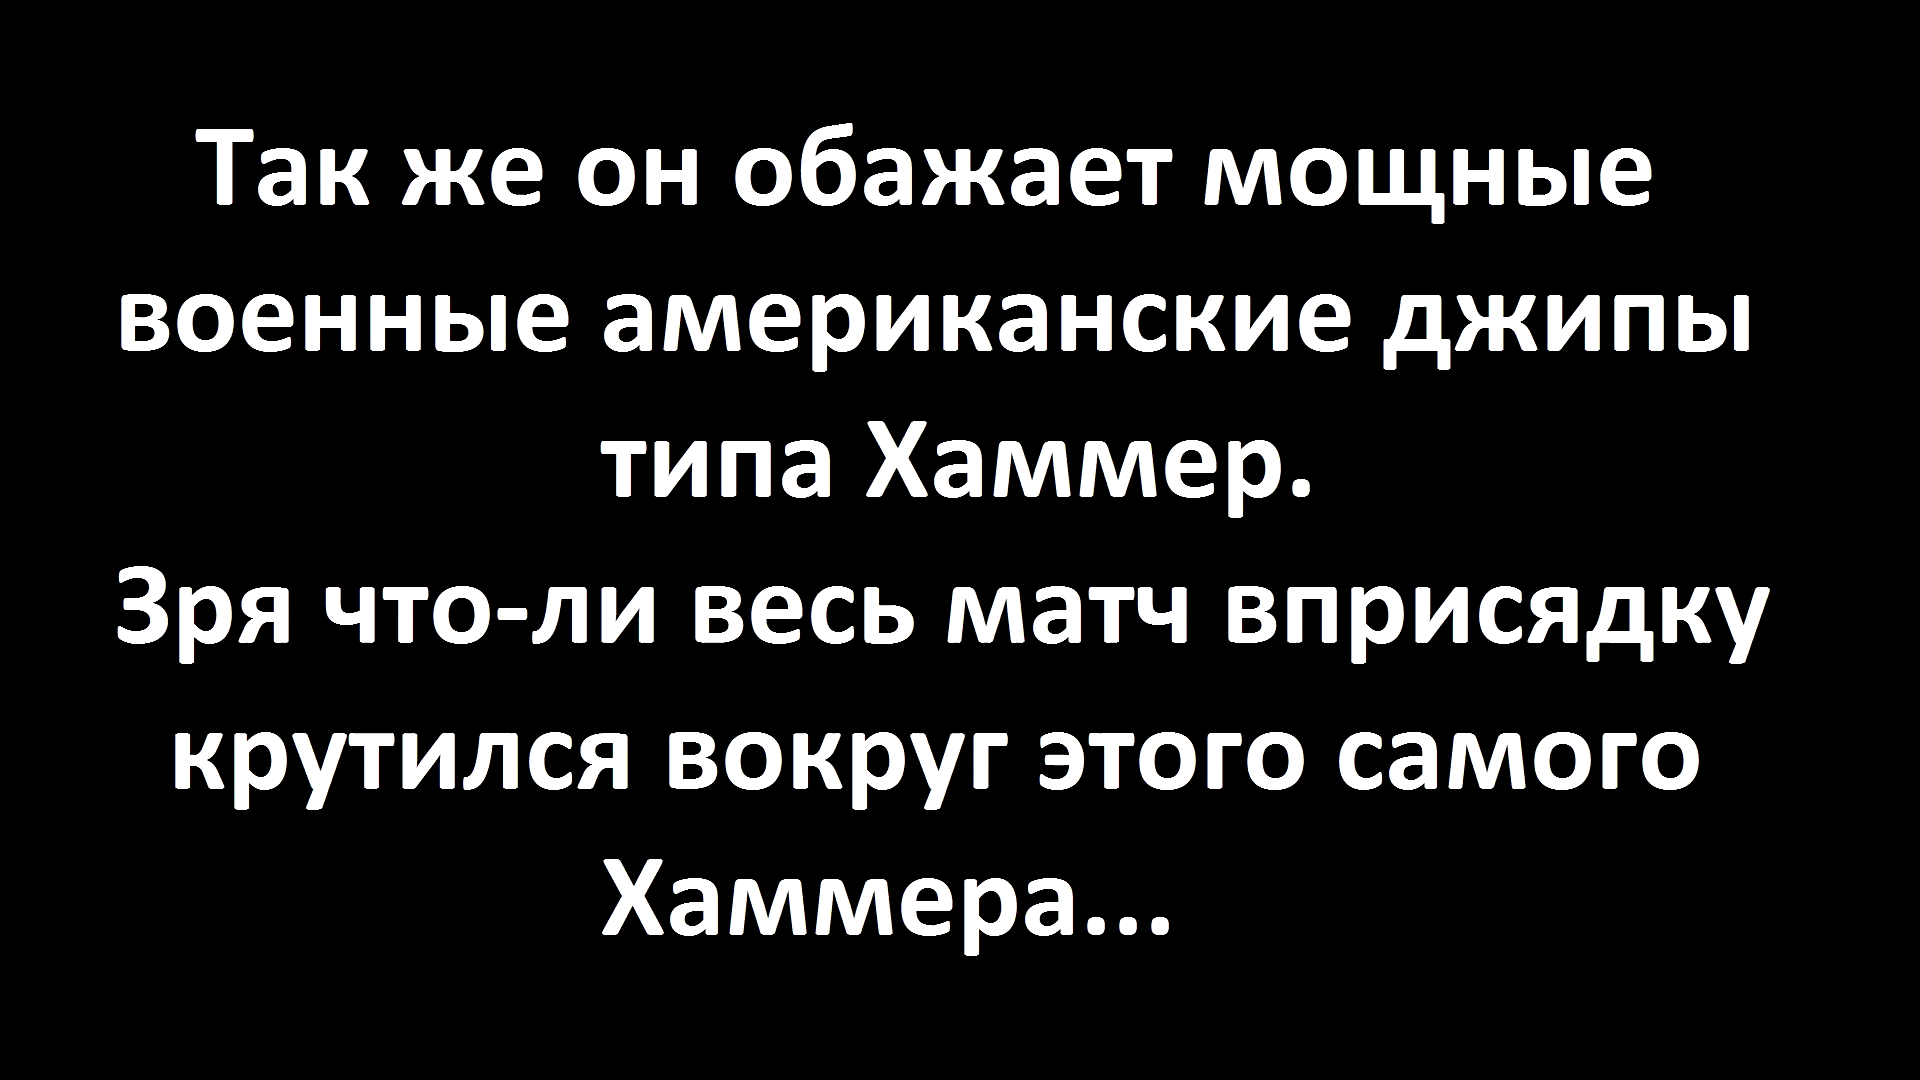 Так же он обажает мощные
военные американские джипы
типа Хаммер.
Зря что-ли весь матч вприсядку
крутился вокруг этого самого
Хаммера...